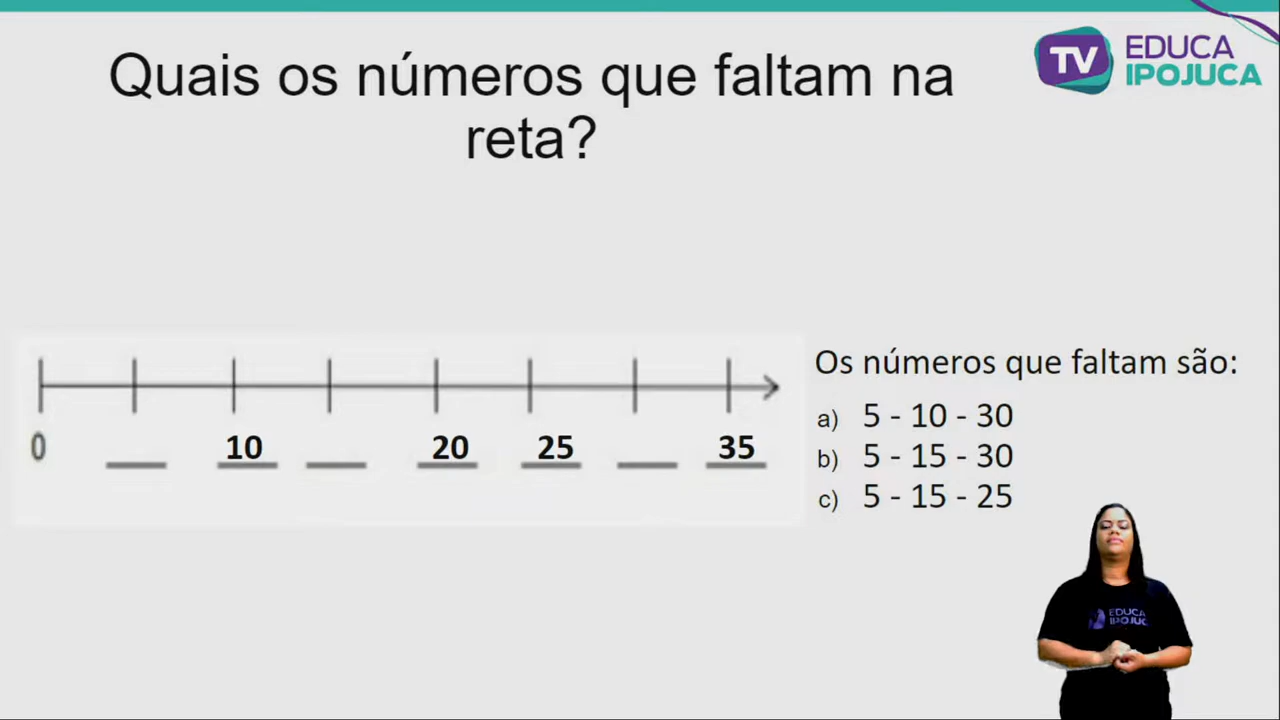 TV EDUCA
IPOJUCA
Quais os números que faltam na
reta?
0 10 20 25 35
Os números que faltam são:
a) 5 - 10 - 30
b) 5 - 15 - 30
c) 5 - 15 - 25
EDUCA
IPOJUC